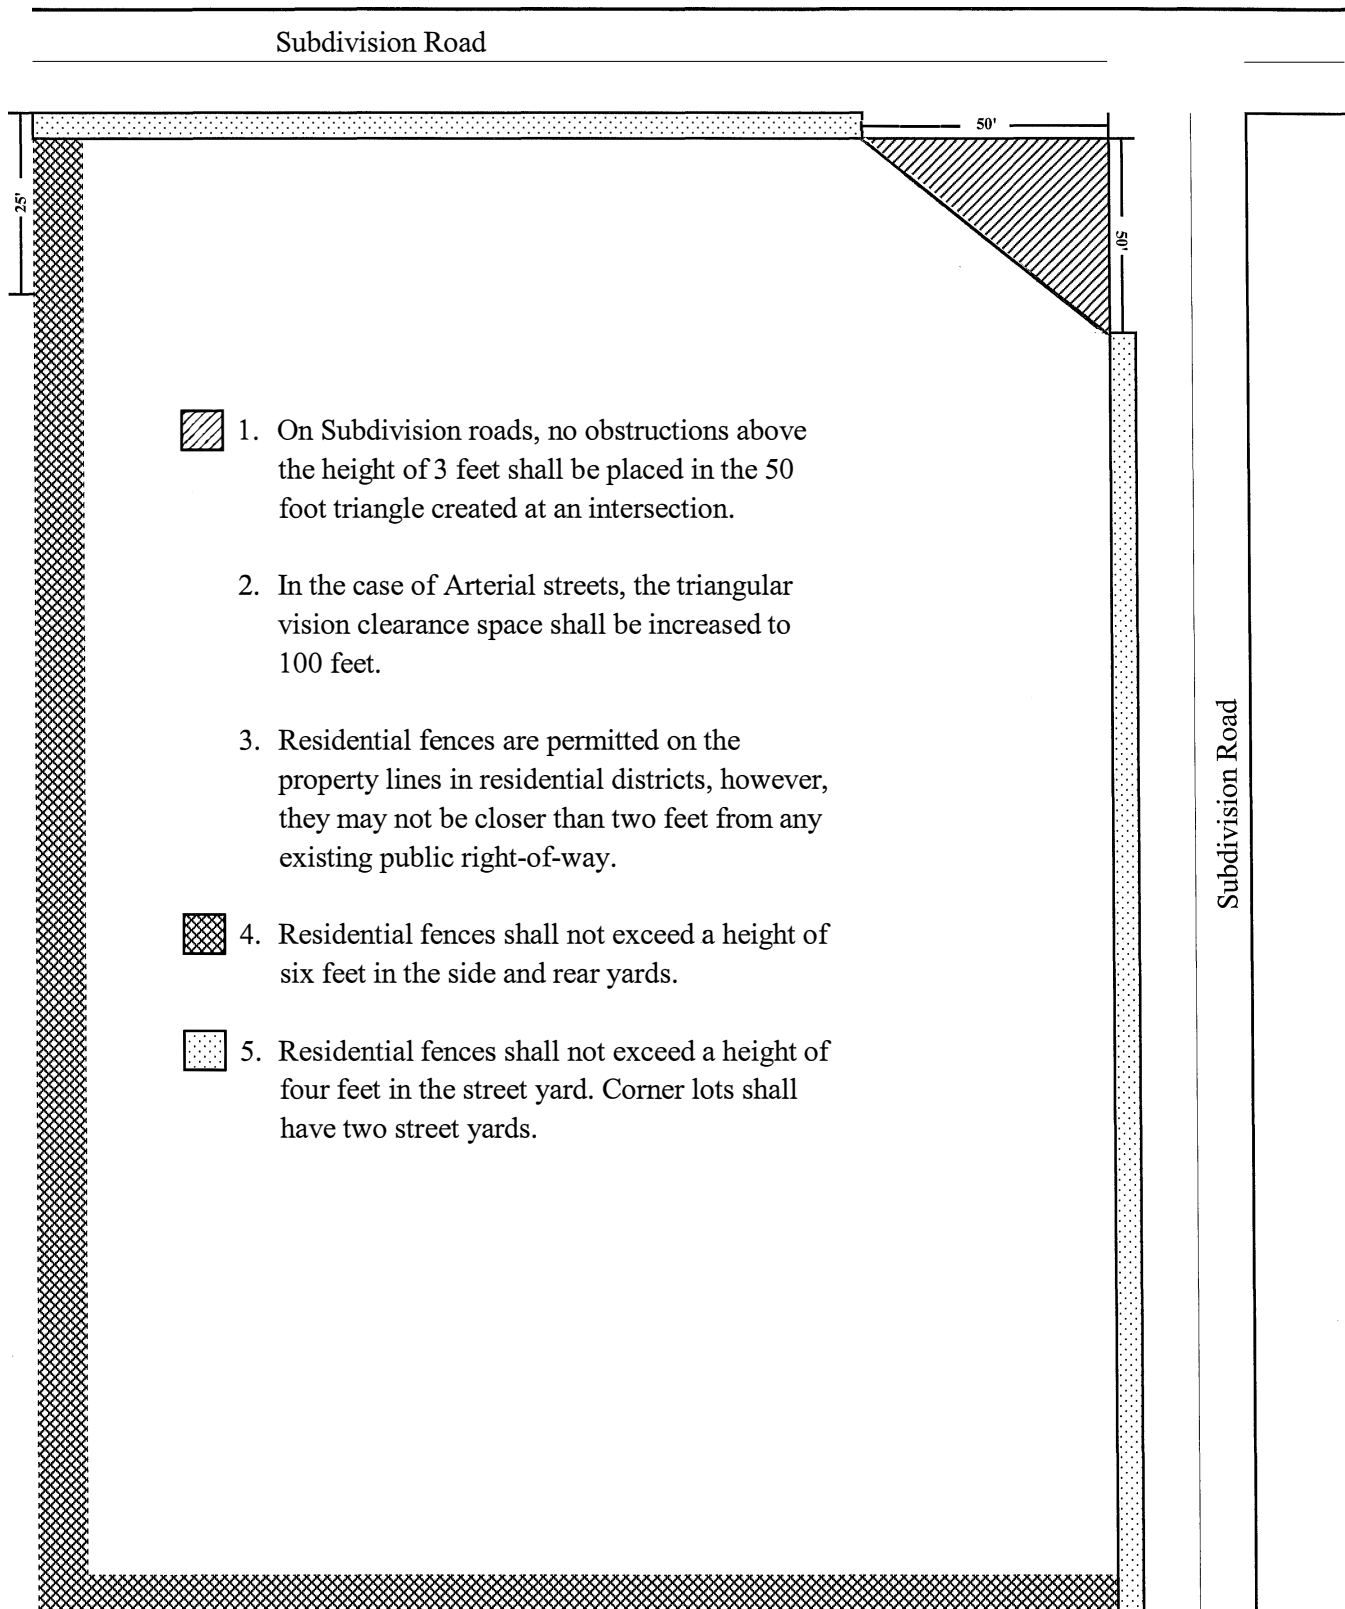 Subdivision Road
50'
25'
50'
1. On Subdivision roads, no obstructions above
the height of 3 feet shall be placed in the 50
foot triangle created at an intersection.
2. In the case of Arterial streets, the triangular
vision clearance space shall be increased to
100 feet.
3. Residential fences are permitted on the
property lines in residential districts, however,
they may not be closer than two feet from any
existing public right-of-way.
Subdivision Road
4. Residential fences shall not exceed a height of
six feet in the side and rear yards.
5. Residential fences shall not exceed a height of
four feet in the street yard. Corner lots shall
have two street yards.